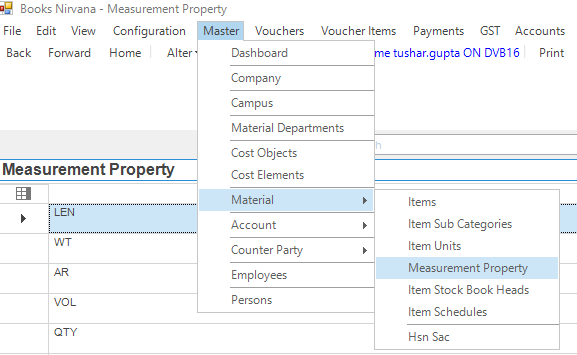 Books Nirvana - Measurement Property
File Edit View Configuration Master Vouchers Voucher Items Payments GST Accounts
Back Home Alter me tushar.gupta ON DVB16 Print
Dashboard
Company
Campus
Material Departments
Cost Objects
Cost Elements
Material
Account
Counter Party
Employees
Persons
Items
Item Sub Categories
Item Units
Measurement Property
Item Stock Book Heads
Item Schedules
Hsn Sac
Measurement Property
LEN
WT
AR
VOL
QTY